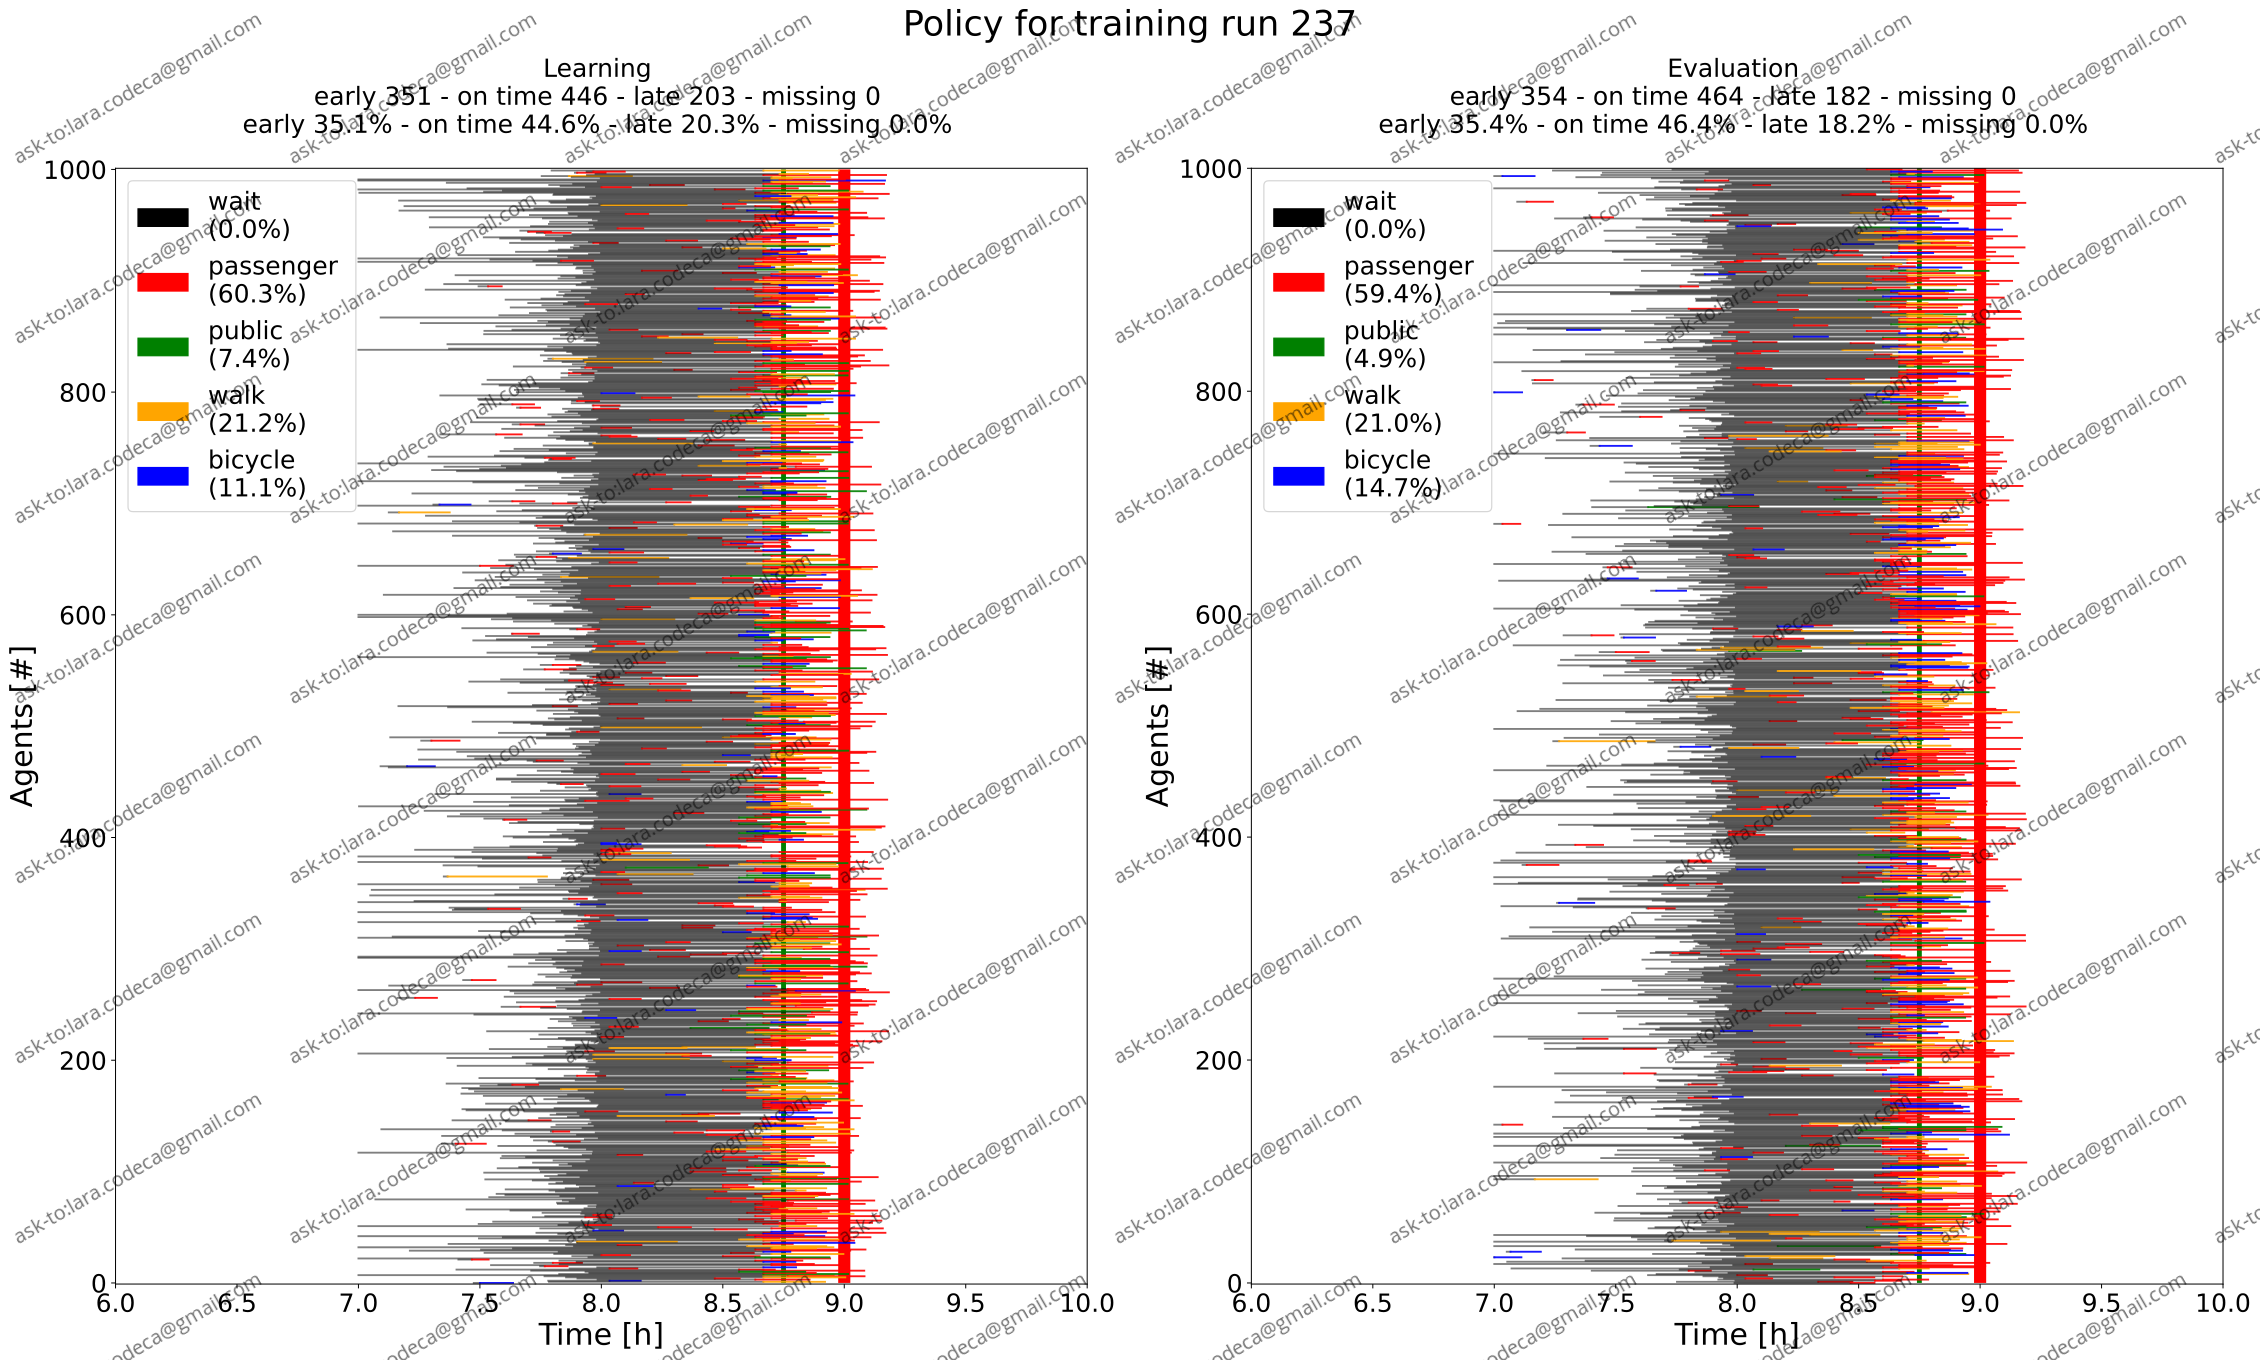 Policy for training run 237
Learning
early 351 - on time 446 - late 203 - missing 0
early 35.1% - on time 44.6% - late 20.3% - missing 0.0%
1000
800
600
400
200
0
Agents [#]
wait
(0.0%)
passenger
(60.3%)
public
(7.4%)
walk
(21.2%)
bicycle
(11.1%)
6.0 6.5 7.0 7.5 8.0 8.5 9.0 9.5 10.0
Time [h]
Evaluation
early 354 - on time 464 - late 182 - missing 0
early 35.4% - on time 46.4% - late 18.2% - missing 0.0%
1000
800
600
400
200
0
Agents [#]
wait
(0.0%)
passenger
(59.4%)
public
(4.9%)
walk
(21.0%)
bicycle
(14.7%)
6.0 6.5 7.0 7.5 8.0 8.5 9.0 9.5 10.0
Time [h]
ask-to:lara.codeca@gmail.com